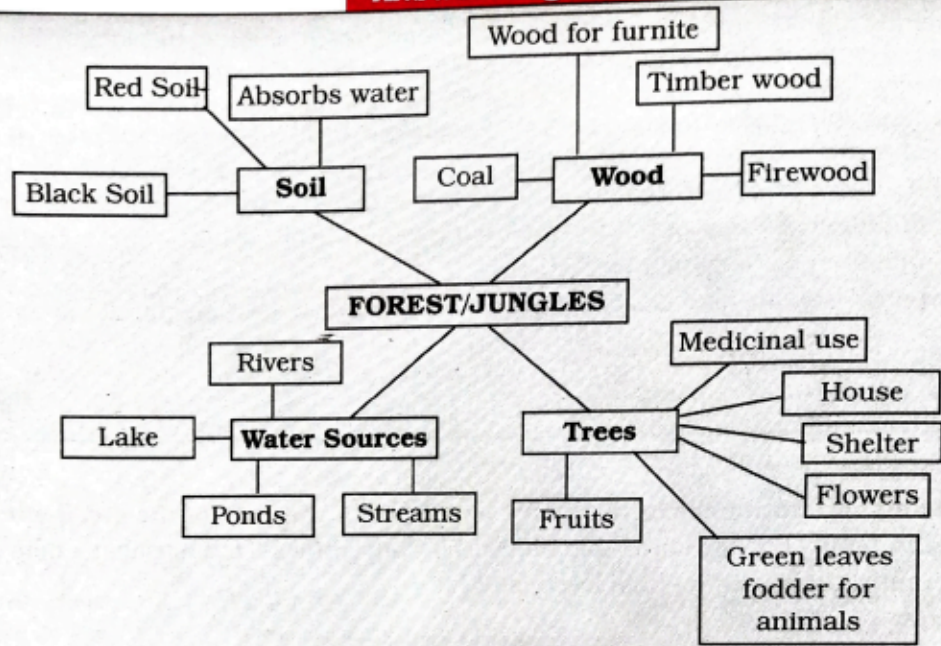 Wood for furnite
Red Soil
Absorbs water
Timber wood
Black Soil
Soil
Coal
Wood
Firewood
FOREST/JUNGLES
Rivers
Medicinal use
House
Lake
Water Sources
Trees
Shelter
Ponds
Streams
Fruits
Flowers
Green leaves
fodder for
animals